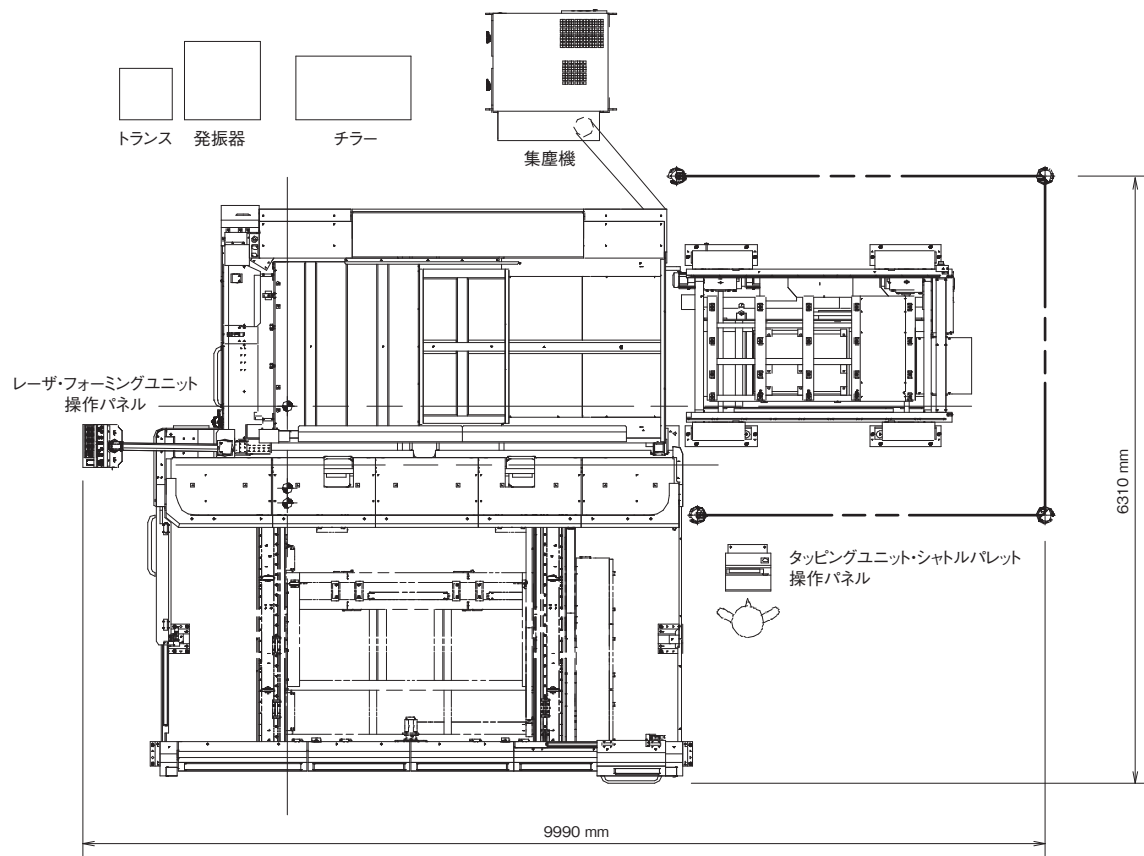 トランス
発振器
チラー
集塵機
レーザ・フォーミングユニット
操作パネル
6310 mm
タッピングユニット・シャトルパレット
操作パネル
9990 mm